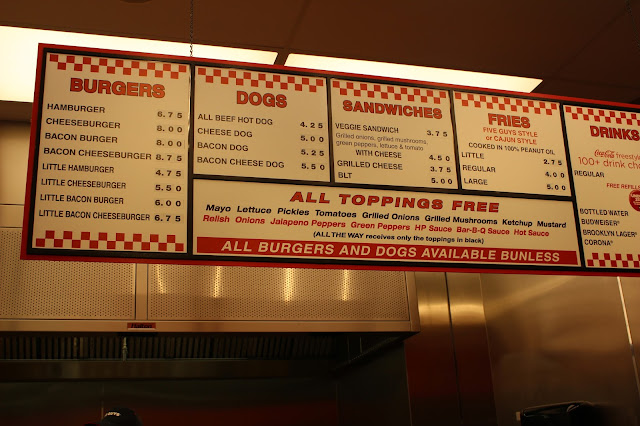 BURGERS
HAMBURGER 6.75
CHEESEBURGER 8.00
BACON BURGER 8.00
BACON CHEESEBURGER 8.75
LITTLE HAMBURGER 4.75
LITTLE CHEESEBURGER 5.50
LITTLE BACON BURGER 6.00
LITTLE BACON CHEESEBURGER 6.75
DOGS
ALL BEEF HOT DOG 4.25
CHEESE DOG 5.00
BACON DOG 5.25
BACON CHEESE DOG 5.50
SANDWICHES
VEGGIE SANDWICH 3.75
Grilled onions, grilled mushrooms,
green peppers, lettuce & tomato
WITH CHEESE 4.50
GRILLED CHEESE 3.75
BLT 5.00
FRIES
FIVE GUYS STYLE
or CAJUN STYLE
COOKED IN 100% PEANUT OIL
LITTLE 2.75
REGULAR 4.00
LARGE 5.00
DRINKS
Coca-Cola freestyle
100+ drink
REGULAR
FREE REFILLS
BOTTLED WATER
BUDWEISER®
BROOKLYN LAGER®
CORONA®
ALL TOPPINGS FREE
Mayo Lettuce Pickles Tomatoes Grilled Onions Grilled Mushrooms Ketchup Mustard
Relish Onions Jalapeno Peppers Green Peppers HP Sauce Bar-B-Q Sauce Hot Sauce
(ALL THE WAY receives only the toppings in black)
ALL BURGERS AND DOGS AVAILABLE BUNLESS